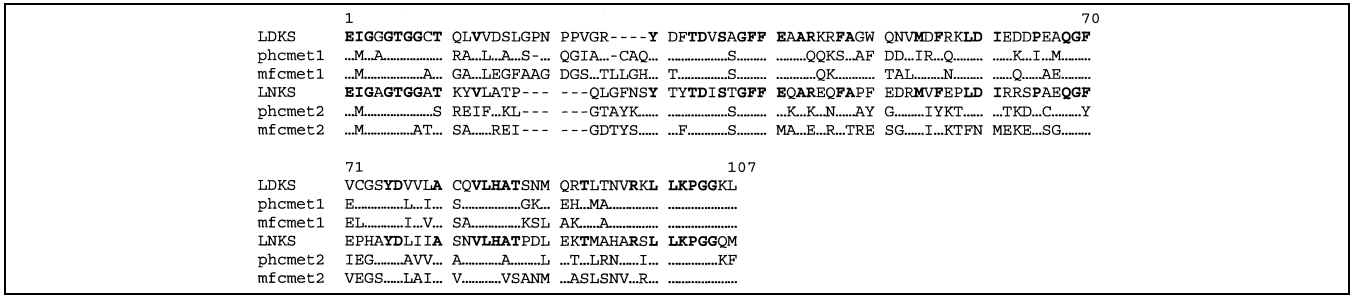 1 70
LDKS EIGGGTGGCT QLVVDSLGPN PPVGR----Y DFTDVSAGFF EAARKRFAGW QNVMDFRKLD IEDDPEAQGF
phcmet1 ...M...A............... RA...L...A...S-.. QGIA...-CAQ... ............S......... .........QQKS...AF DD...IR...Q....... ......K...I...M.......
mfcmet1 ...M..................A... GA...LEGFAAG DGS...TLLGH... T............S......... ............QK...... TAL......N....... ......Q......AE.......
LNKS EIGAGTGGAT KYVLATP--- ---QLGFNSY TYTDISTGFF EQAREQFAPF EDRMVFEPLD IRRSPAEQGF
phcmet2 ...M..................S REIF...KL--- ---GTAYK... ............S......... ...K...K...N...AY G......IYKT... ...TKD...C.......Y
mfcmet2 ...M...............AT... SA......REI--- ---GDTYS... ...F.........S......... MA...E...R...TRES SG......I...KTFN MEKE...SG.......
71 107
LDKS VCGSYDVVLA CQVLHATSNM QRTLTNVRKL LKPGGKL
phcmet1 E...............L...I... S..................GK... EH...MA............... .....................
mfcmet1 EL............I...V... SA...............KSL AK......A............... .....................
LNKS EPHAYDLIIA SNVLHATPDL EKTMAHARSL LKPGGQM
phcmet2 IEG.........AVV... A............A.........L ...T...LRN......I... ...............KF
mfcmet2 VEGS......LAI... V............VSANM ...ASLSNV...R... .....................